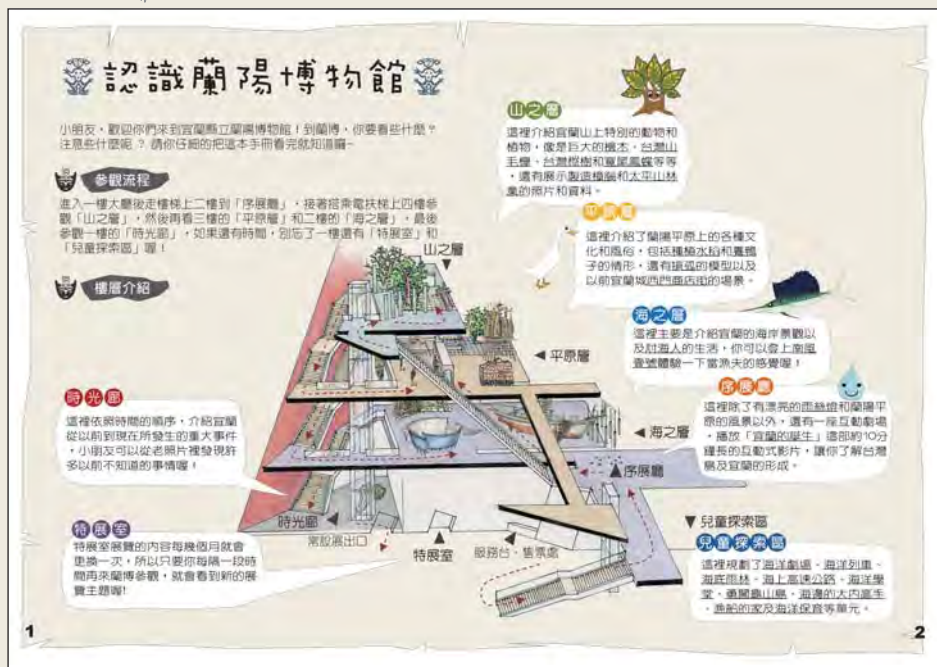 認識蘭陽博物館
小朋友，歡迎你們來到宜蘭縣立蘭陽博物館！到蘭博，你要看些什麼？
注意些什麼呢？請你仔細的把這本手冊看完就知道囉~
參觀流程
進入一樓大廳後走樓梯上二樓到「序展廳」，接著搭乘電扶梯上四樓參
觀「山之層」，然後再看三樓的「平原層」和二樓的「海之層」，最後
參觀一樓的「時光廊」，如果還有時間，別忘了一樓還有「特展室」和
「兒童探索區」喔！
樓層介紹
時光廊
這裡依照時間的順序，介紹宜蘭
從以前到現在所發生的重大事件
，小朋友可以從老照片裡發現許
多以前不知道的事情喔！
特展室
特展室展覽的內容每幾個月就會
更換一次，所以只要你每隔一段時
間再來蘭博參觀，就會看到新的展
覽主題喔！
山之層
平原層
海之層
序展廳
時光廊
常設展出口
特展室
服務台、售票處
兒童探索區
山之層
這裡介紹宜蘭山上特別的動物和
植物，像是巨大的檜木、台灣山
毛櫸、台灣檫樹和寬尾鳳蝶等等
，還有展示製造樟腦和太平山林
業的照片和資料。
平原層
這裡介紹了蘭陽平原上的各種文
化和風俗，包括種植水稻和養鴨
子的情形，還有搶孤的模型以及
以前宜蘭城西門商店街的場景。
海之層
這裡主要是介紹宜蘭的海岸景觀以
及討海人的生活，你可以登上南風
壹號體驗一下當漁夫的感覺喔！
序展廳
這裡除了有漂亮的雨絲燈和蘭陽平
原的風景以外，還有一座互動劇場
，播放「宜蘭的誕生」這部約10分
鐘長的互動式影片，讓你了解台灣
島及宜蘭的形成。
兒童探索區
這裡規劃了海洋劇場、海洋列車、
海底雨林、海上高速公路、海洋學
堂、勇闖龜山島、海邊的大內高手
、漁船的家及海洋保育等單元。
1
2